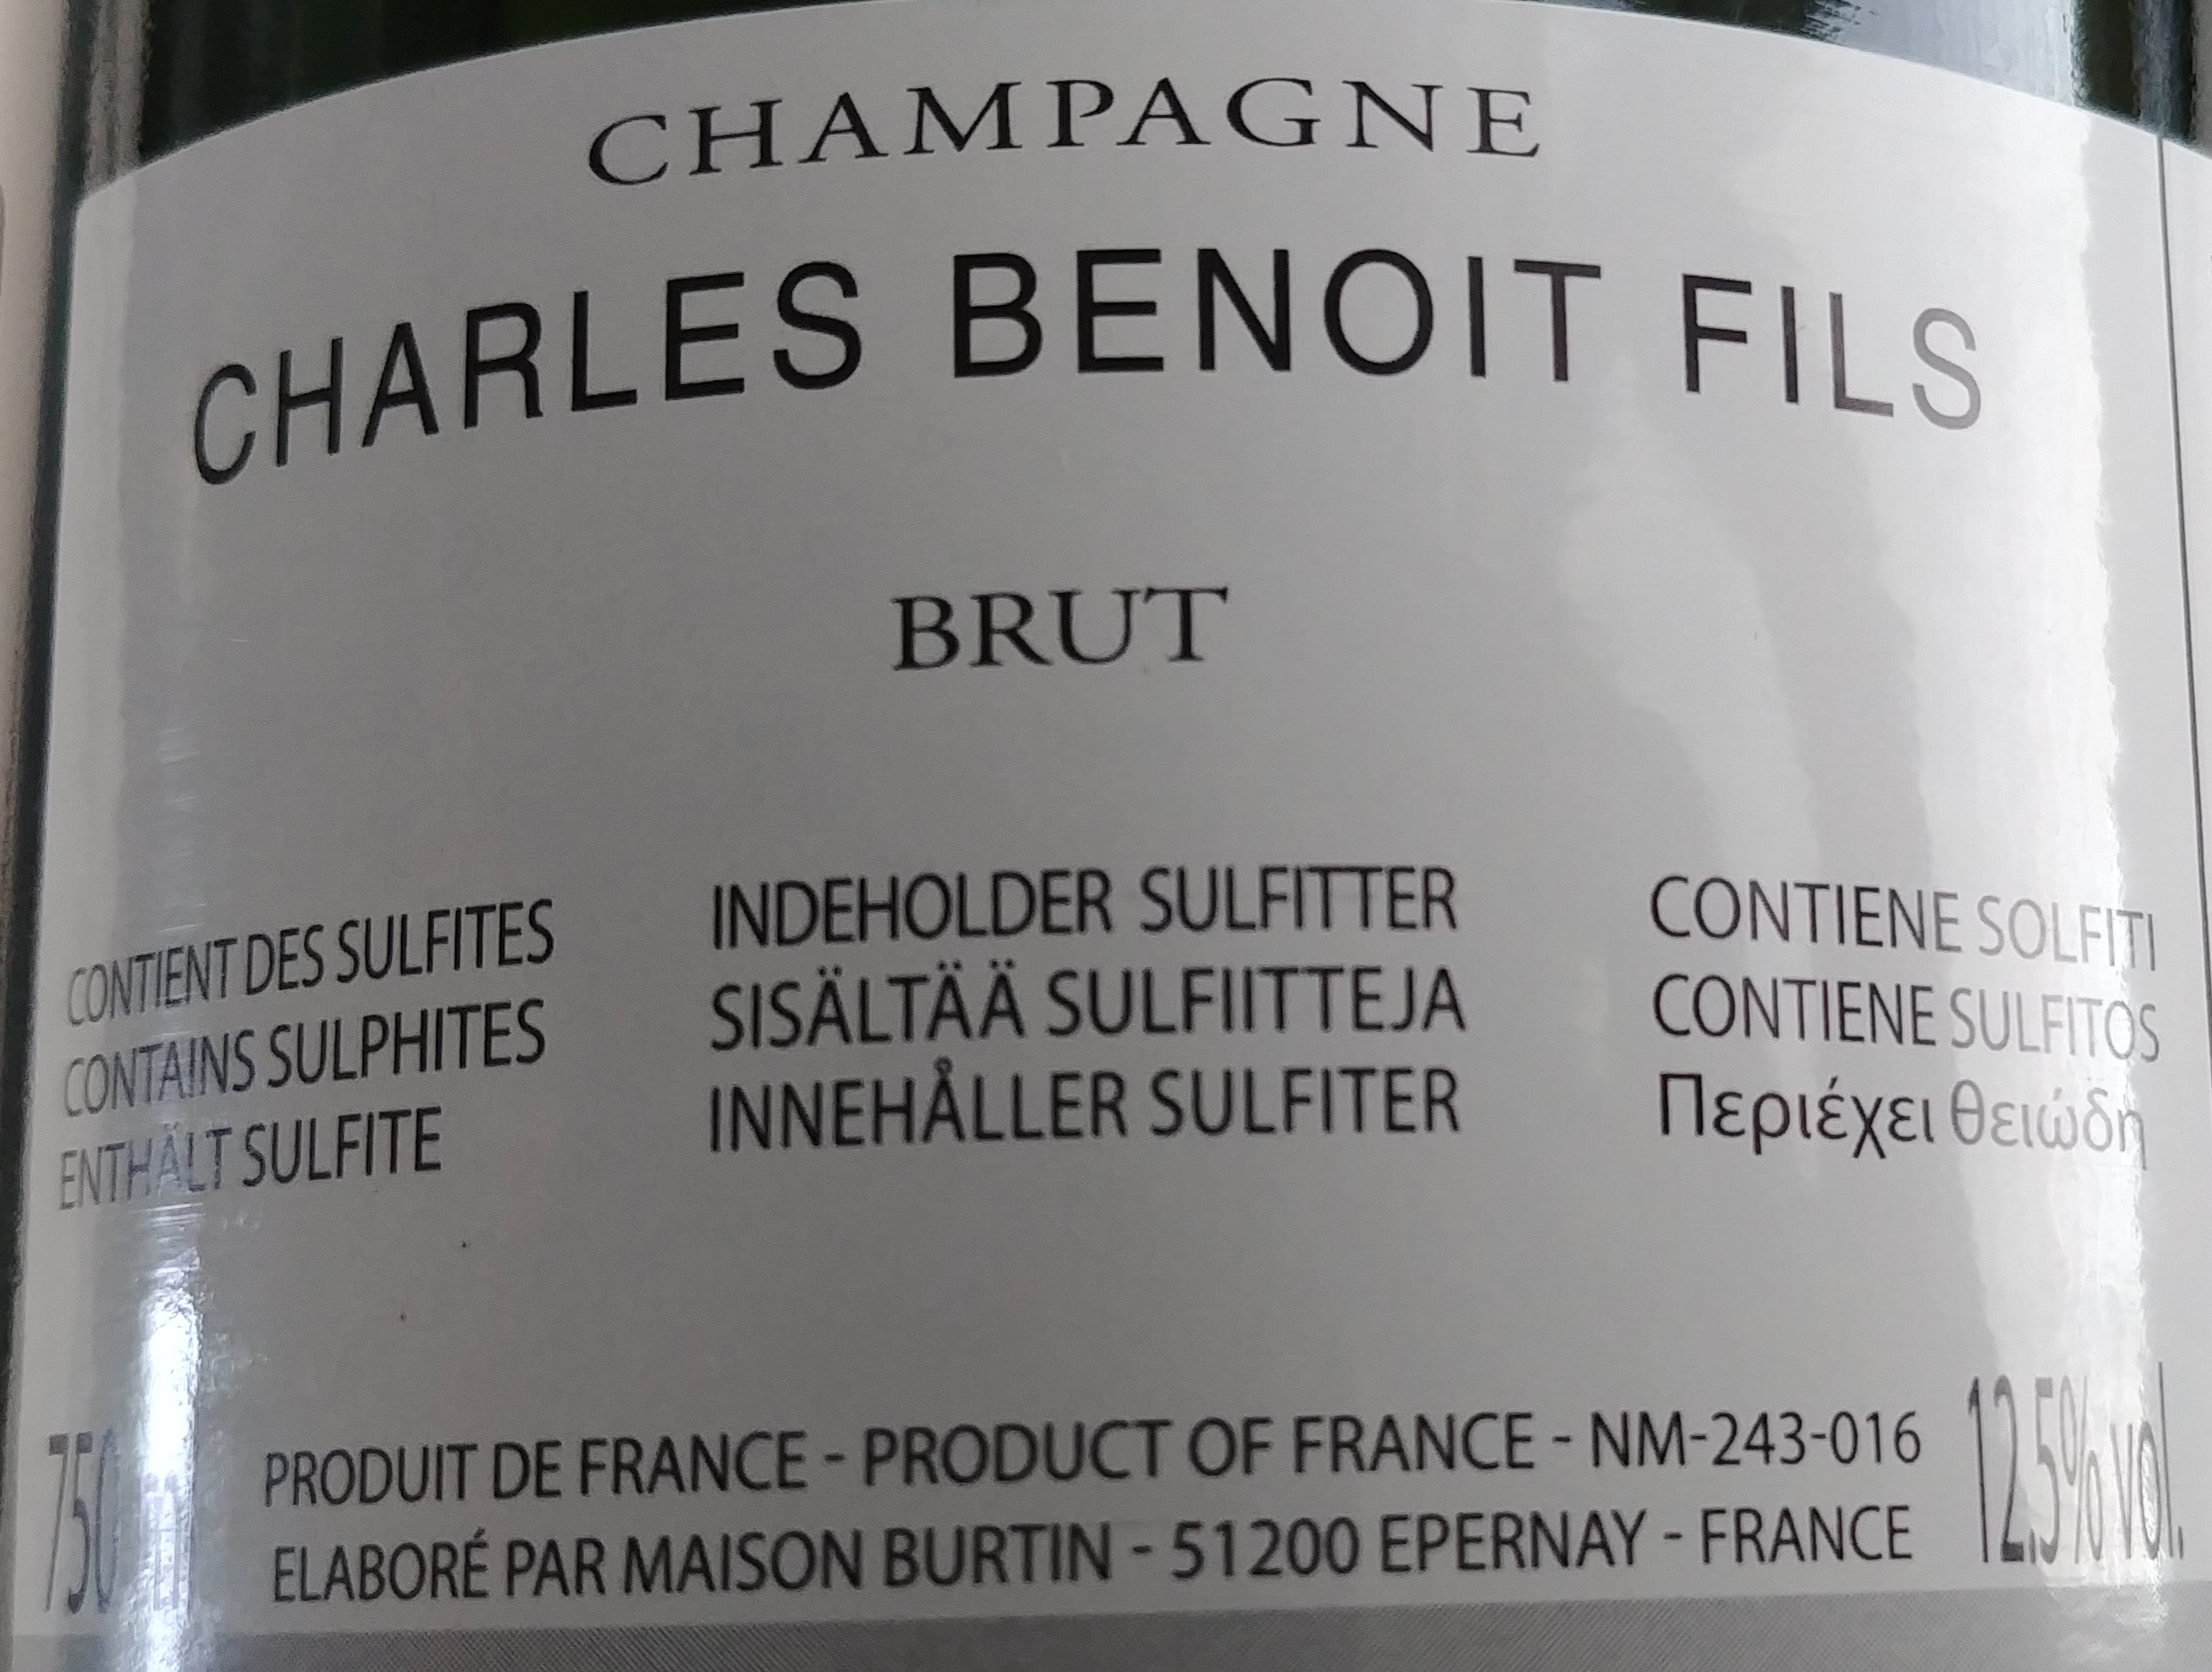 CHAMPAGNE
CHARLES BENOIT FILS
BRUT
CONTIENT DES SULFITES
CONTAINS SULPHITES
ENTHÄLT SULFITE
INDEHOLDER SULFITTER
SISÄLTÄÄ SULFIITTEJA
INNEHÅLLER SULFITER
CONTIENE SOLFITI
CONTIENE SULFITOS
Περιέχει θειώδη
750 ml
PRODUIT DE FRANCE - PRODUCT OF FRANCE - NM-243-016
ELABORÉ PAR MAISON BURTIN - 51200 EPERNAY - FRANCE
12,5% vol.